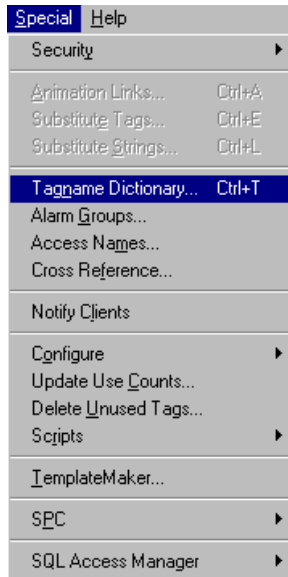 Special Help
Security
Animation Links... Ctrl+A
Substitute Tags... Ctrl+E
Substitute Strings... Ctrl+L
Tagname Dictionary... Ctrl+T
Alarm Groups...
Access Names...
Cross Reference...
Notify Clients
Configure
Update Use Counts...
Delete Unused Tags...
Scripts
TemplateMaker...
SPC
SQL Access Manager